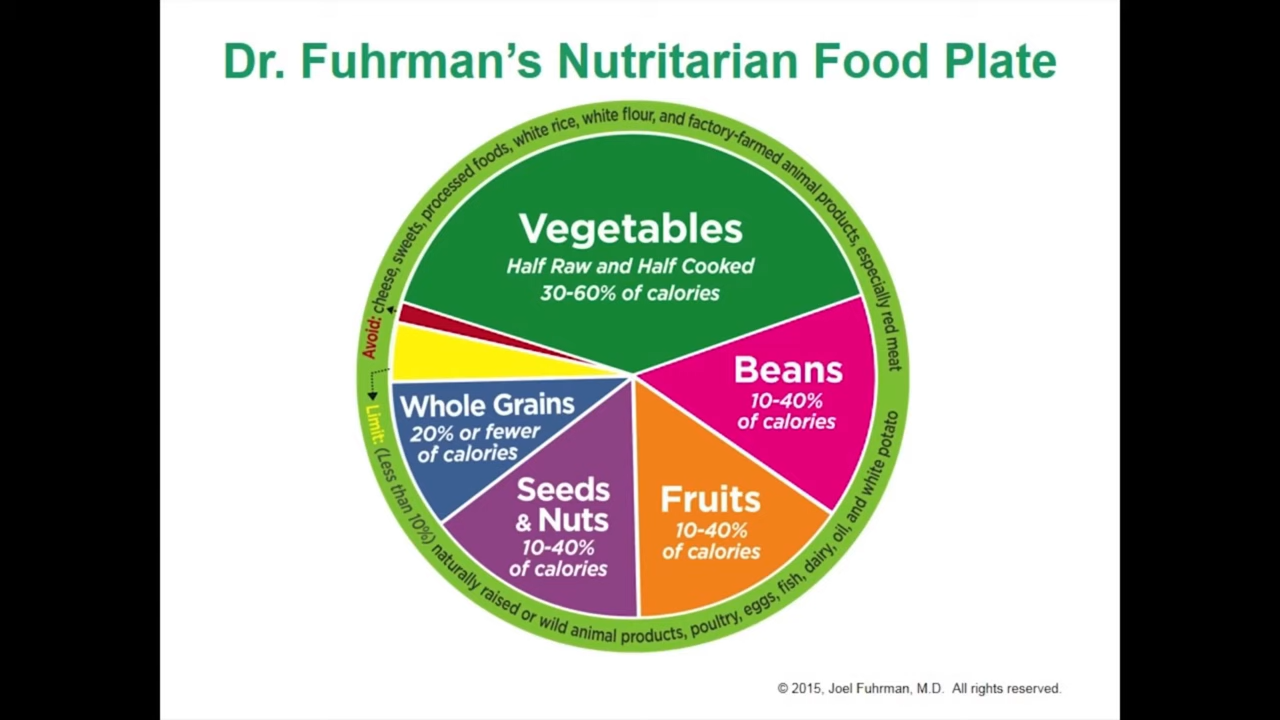 Dr. Fuhrman's Nutritarian Food Plate
Avoid: cheese, sweets, processed foods, white rice, white flour, and factory-farmed animal products, especially red meat
Vegetables
Half Raw and Half Cooked
30-60% of calories
Beans
10-40%
of calories
Whole Grains
20% or fewer
of calories
Seeds
& Nuts
10-40%
of calories
Fruits
10-40%
of calories
Limit: (Less than 10%) naturally raised or wild animal products, poultry, eggs, fish, dairy, oil, and white potato
© 2015, Joel Fuhrman, M.D. All rights reserved.